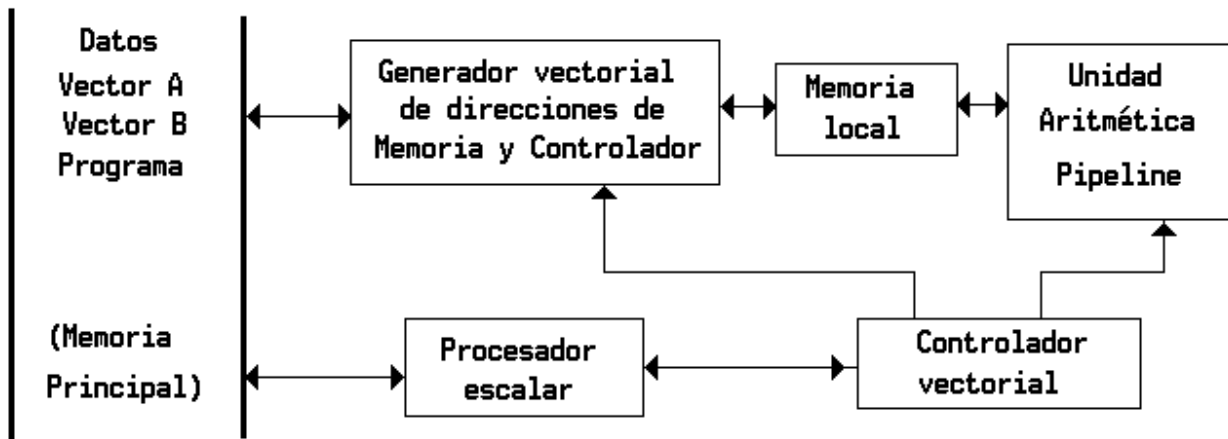 Datos
Vector A
Vector B
Programa
(Memoria
Principal)
Generador vectorial
de direcciones de
Memoria y Controlador
Memoria
local
Unidad
Aritmética
Pipeline
Procesador
escalar
Controlador
vectorial